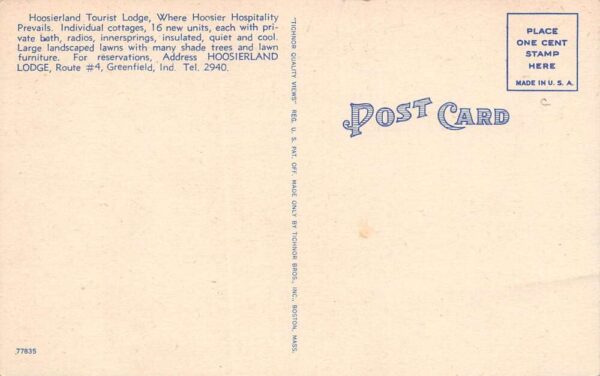 Hoosierland Tourist Lodge, Where Hoosier Hospitality
Prevails. Individual cottages, 16 new units, each with pri-
vate bath, radios, innersprings, insulated, quiet and cool.
Large landscaped lawns with many shade trees and lawn
furniture. For reservations, Address HOOSIERLAND
LODGE, Route #4, Greenfield, Ind. Tel. 2940.
"TICHNOR QUALITY VIEWS" REG. U. S. PAT. OFF. MADE ONLY BY TICHNOR BROS., INC., BOSTON, MASS.
PLACE
ONE CENT
STAMP
HERE
MADE IN U. S. A.
C
POST CARD
77835